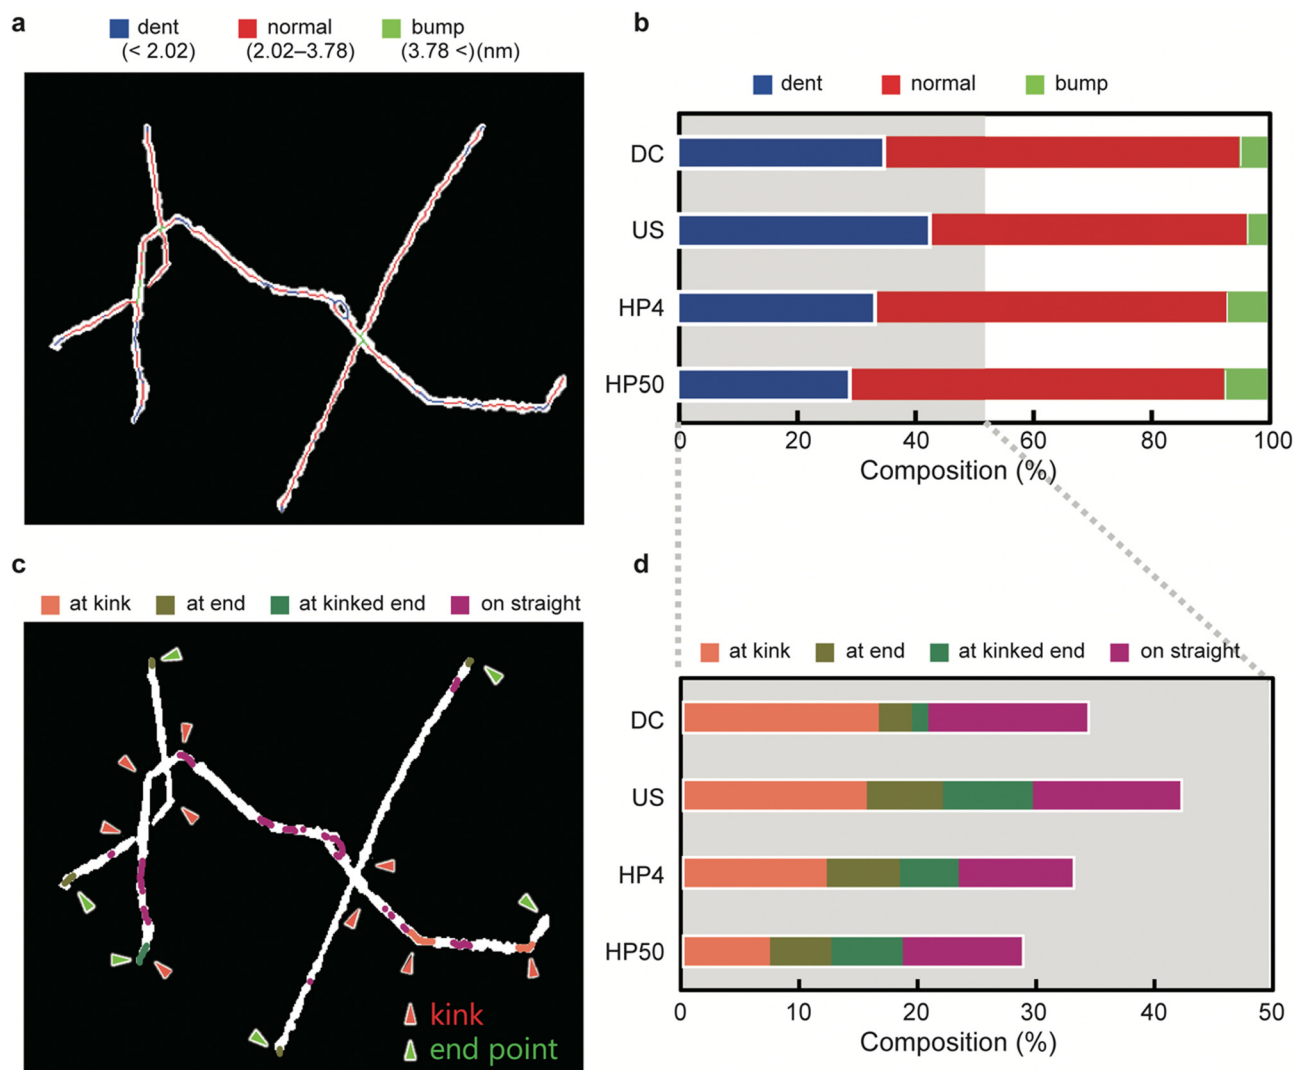 a
dent normal bump
(< 2.02) (2.02–3.78) (3.78 <)(nm)
b
dent normal bump
DC
US
HP4
HP50
0 20 40 60 80 100
Composition (%)
c
at kink at end at kinked end on straight
kink
end point
d
at kink at end at kinked end on straight
DC
US
HP4
HP50
0 10 20 30 40 50
Composition (%)